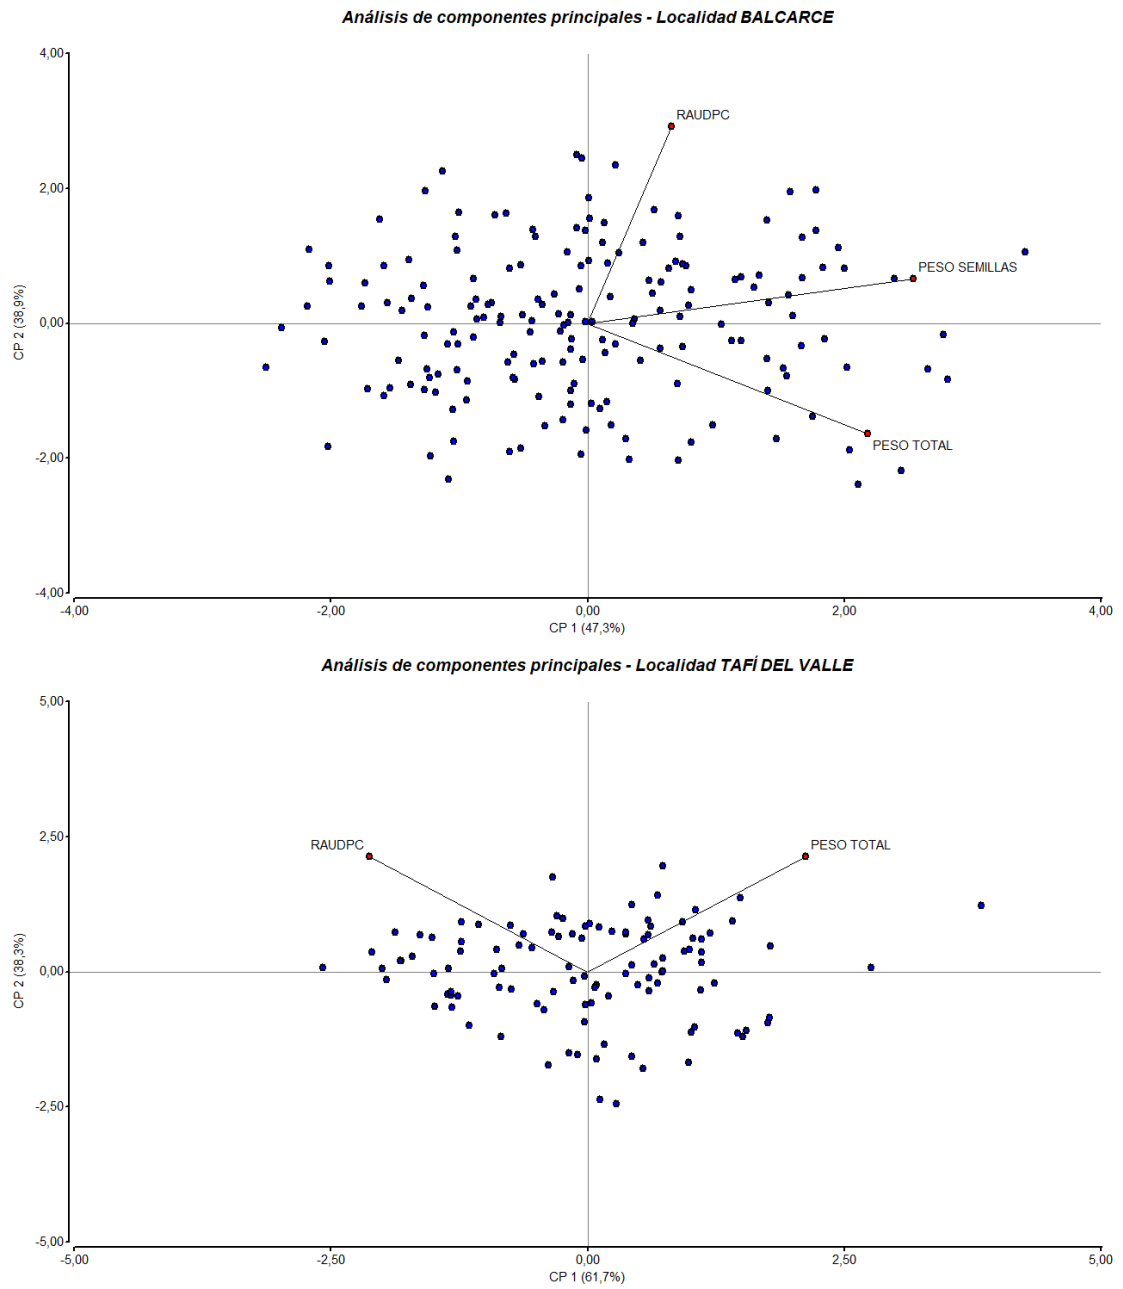 Análisis de componentes principales - Localidad BALCARCE
4,00
RAUDPC
2,00
PESO SEMILLAS
CP 2 (38,9%)
0,00
PESO TOTAL
-2,00
-4,00
-4,00 -2,00 0,00 2,00 4,00
CP 1 (47,3%)
Análisis de componentes principales - Localidad TAFÍ DEL VALLE
5,00
2,50
RAUDPC PESO TOTAL
CP 2 (38,3%)
0,00
-2,50
-5,00
-5,00 -2,50 0,00 2,50 5,00
CP 1 (61,7%)